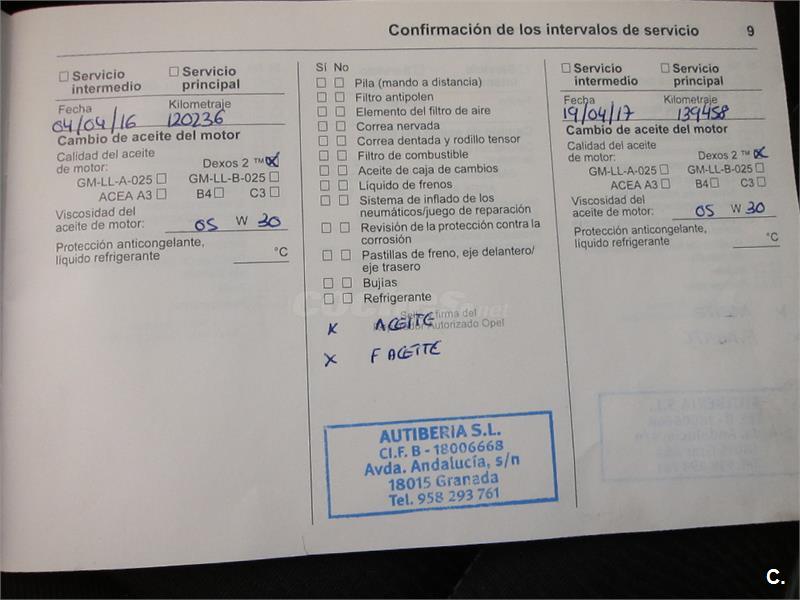 Confirmación de los intervalos de servicio 9
☐ Servicio intermedio ☐ Servicio principal
Fecha Kilometraje
04/04/16 120236
Cambio de aceite del motor
Calidad del aceite
de motor: Dexos 2 ™ ☒
GM-LL-A-025 ☐ GM-LL-B-025 ☐
ACEA A3 ☐ B4 ☐ C3 ☐
Viscosidad del
aceite de motor: 05 W 30
Protección anticongelante,
líquido refrigerante °C
Sí No
☐ ☐ Pila (mando a distancia)
☐ ☐ Filtro antipolen
☐ ☐ Elemento del filtro de aire
☐ ☐ Correa nervada
☐ ☐ Correa dentada y rodillo tensor
☐ ☐ Filtro de combustible
☐ ☐ Aceite de caja de cambios
☐ ☐ Líquido de frenos
☐ ☐ Sistema de inflado de los
neumáticos/juego de reparación
☐ ☐ Revisión de la protección contra la
corrosión
☐ ☐ Pastillas de freno, eje delantero/
eje trasero
☐ ☐ Bujías
☐ ☐ Refrigerante
Sello y firma del
Autorizado Opel
x ACEITE
x F ACEITE
AUTIBERIA S.L.
CI.F. B - 18006668
Avda. Andalucía, s/n
18015 Granada
Tel. 958 293 761
☐ Servicio intermedio ☐ Servicio principal
Fecha Kilometraje
19/04/17 139458
Cambio de aceite del motor
Calidad del aceite
de motor: Dexos 2 ™ ☒
GM-LL-A-025 ☐ GM-LL-B-025 ☐
ACEA A3 ☐ B4 ☐ C3 ☐
Viscosidad del
aceite de motor: 05 W 30
Protección anticongelante,
líquido refrigerante °C
coches.net
C.